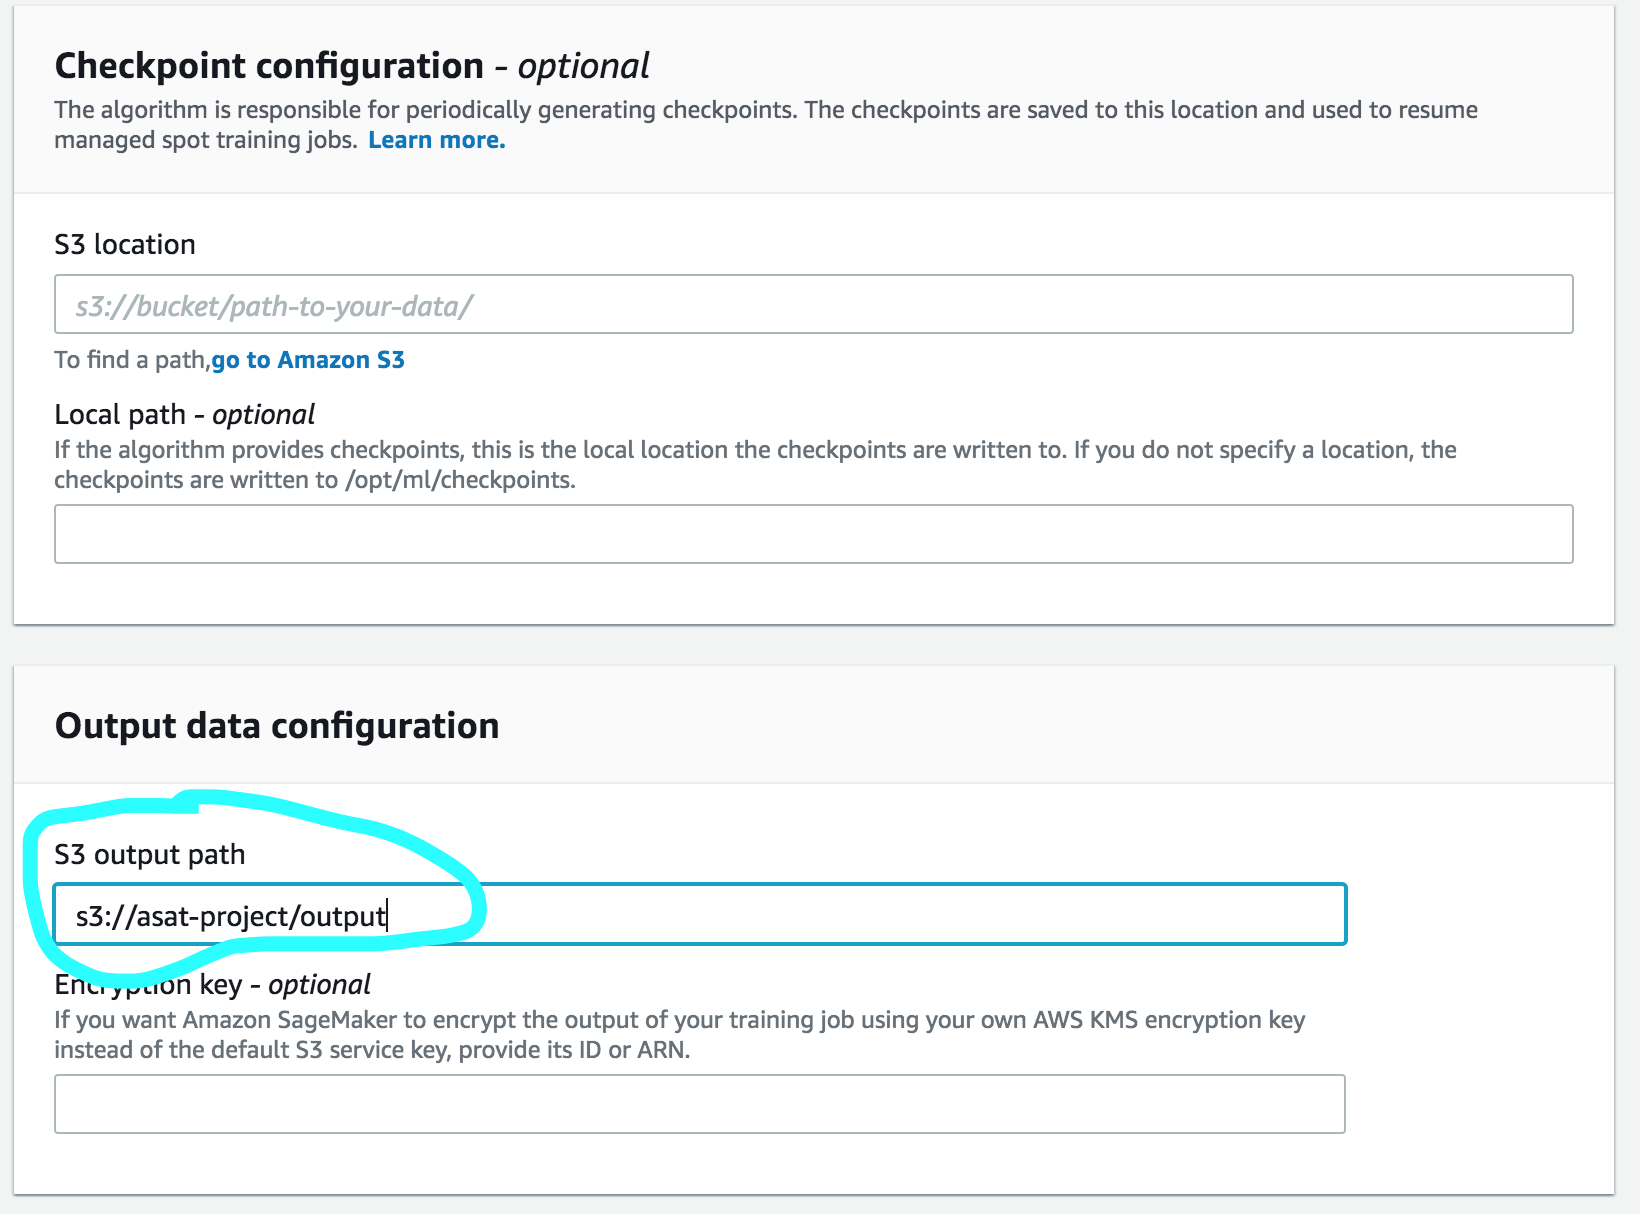 Checkpoint configuration - optional
The algorithm is responsible for periodically generating checkpoints. The checkpoints are saved to this location and used to resume
managed spot training jobs. Learn more.
S3 location
s3://bucket/path-to-your-data/
To find a path,go to Amazon S3
Local path - optional
If the algorithm provides checkpoints, this is the local location the checkpoints are written to. If you do not specify a location, the
checkpoints are written to /opt/ml/checkpoints.
Output data configuration
S3 output path
s3://asat-project/output
Encryption key - optional
If you want Amazon SageMaker to encrypt the output of your training job using your own AWS KMS encryption key
instead of the default S3 service key, provide its ID or ARN.